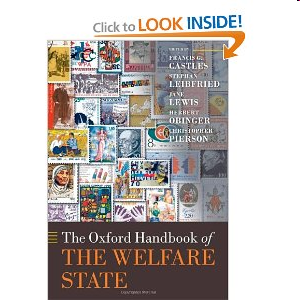 Click to LOOK INSIDE!
EDITED BY
FRANCIS G. CASTLES
STEPHAN LEIBFRIED
JANE LEWIS
HERBERT OBINGER
CHRISTOPHER PIERSON
The Oxford Handbook of
THE WELFARE
STATE